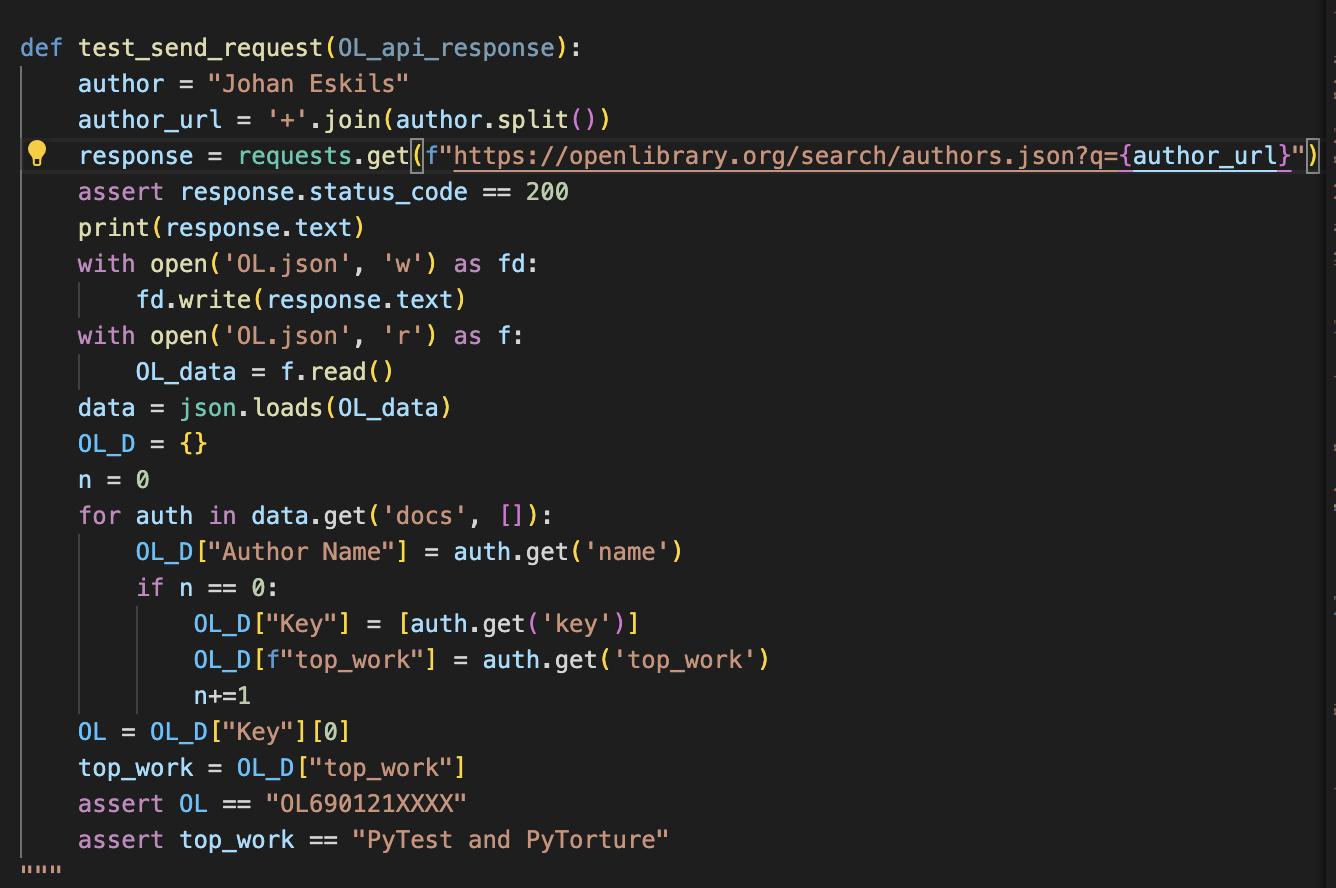 def test_send_request(OL_api_response):
    author = "Johan Eskils"
    author_url = '+'.join(author.split())
    response = requests.get(f"https://openlibrary.org/search/authors.json?q={author_url}")
    assert response.status_code == 200
    print(response.text)
    with open('OL.json', 'w') as fd:
        fd.write(response.text)
    with open('OL.json', 'r') as f:
        OL_data = f.read()
    data = json.loads(OL_data)
    OL_D = {}
    n = 0
    for auth in data.get('docs', []):
        OL_D["Author Name"] = auth.get('name')
        if n == 0:
            OL_D["Key"] = [auth.get('key')]
            OL_D[f"top_work"] = auth.get('top_work')
            n+=1
    OL = OL_D["Key"][0]
    top_work = OL_D["top_work"]
    assert OL == "OL690121XXXX"
    assert top_work == "PyTest and PyTorture"
"""